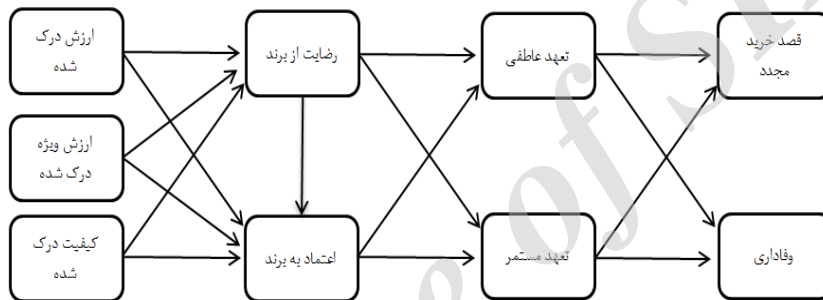 ارزش درک
شده
رضایت از برند
تعهد عاطفی
قصد خرید
مجدد
ارزش ویژه
درک شده
کیفیت درک
شده
اعتماد به برند
تعهد مستمر
وفاداری
of